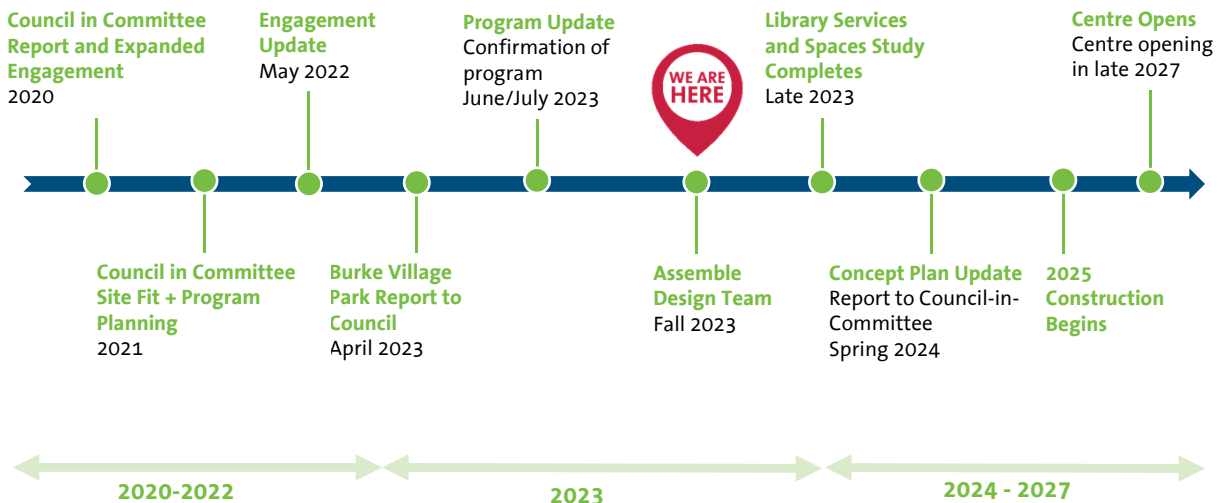 Council in Committee
Report and Expanded
Engagement
2020
Engagement
Update
May 2022
Program Update
Confirmation of
program
June/July 2023
WE ARE
HERE
Library Services
and Spaces Study
Completes
Late 2023
Centre Opens
Centre opening
in late 2027
Council in Committee
Site Fit + Program
Planning
2021
Burke Village
Park Report to
Council
April 2023
Assemble
Design Team
Fall 2023
Concept Plan Update
Report to Council-in-
Committee
Spring 2024
2025
Construction
Begins
2020-2022
2023
2024 - 2027